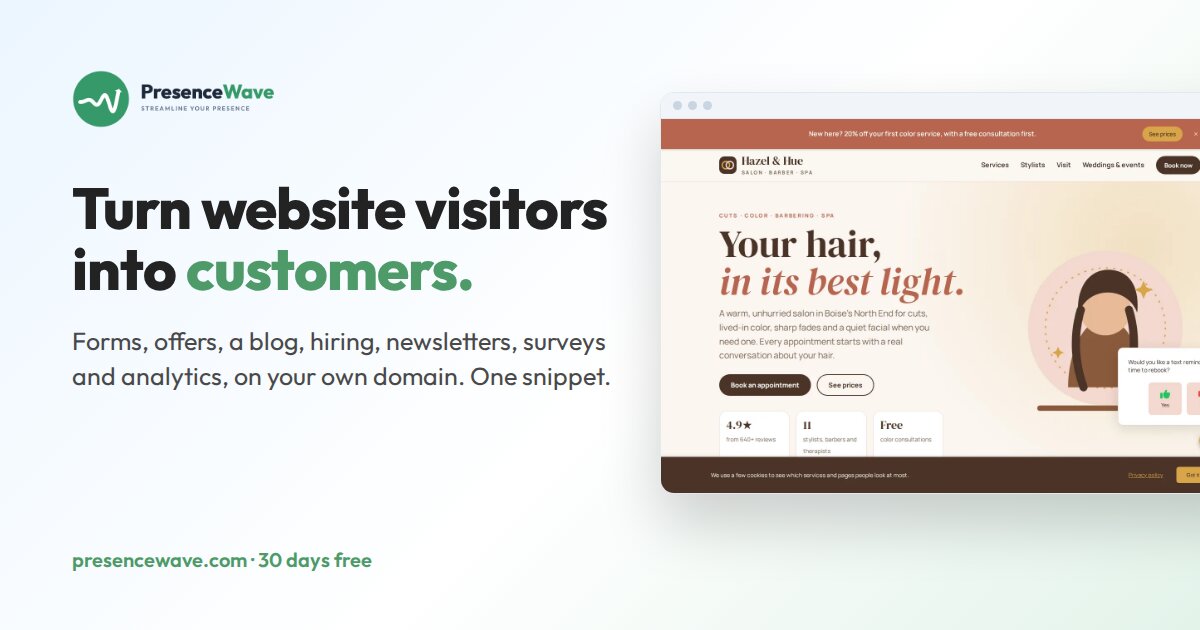 PresenceWave
STREAMLINE YOUR PRESENCE
Turn website visitors
into customers.
Forms, offers, a blog, hiring, newsletters, surveys
and analytics, on your own domain. One snippet.
presencewave.com · 30 days free
New here? 20% off your first color service, with a free consultation first.
See prices ×
Hazel & Hue
SALON · BARBER · SPA
Services Stylists Visit Weddings & events Book now
CUTS · COLOR · BARBERING · SPA
Your hair,
in its best light.
A warm, unhurried salon in Boise's North End for cuts,
lived-in color, sharp fades and a quiet facial when you
need one. Every appointment starts with a real
conversation about your hair.
Book an appointment See prices
4.9★ 11 Free
from 640+ reviews stylists, barbers and color consultations
therapists
Would you like a text
time to rebook?
Yes
We use a few cookies to see which services and pages people look at most.
Privacy policy